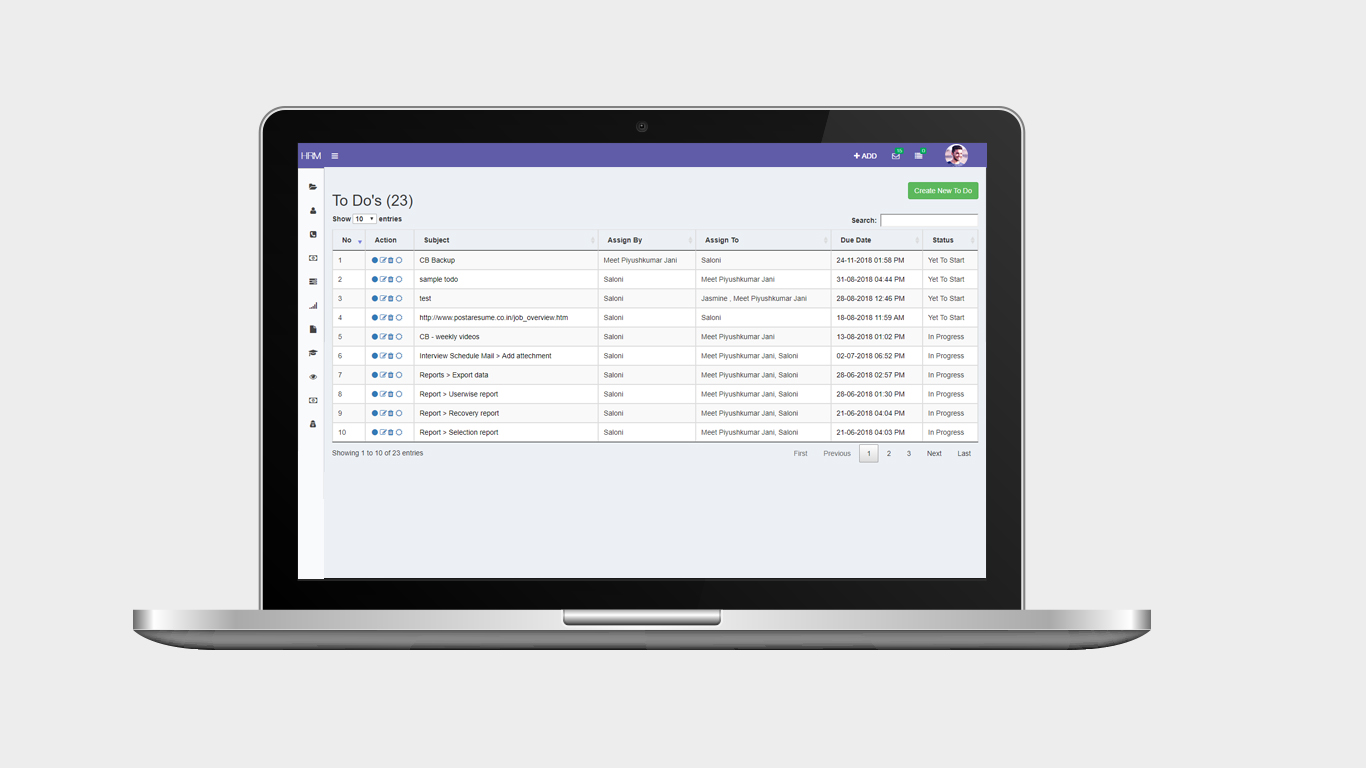 HRM + ADD
To Do's (23) Create New To Do
Show 10 entries Search:
No Action Subject Assign By Assign To Due Date Status
1 CB Backup Meet Piyushkumar Jani Saloni 24-11-2018 01:58 PM Yet To Start
2 sample todo Saloni Meet Piyushkumar Jani 31-08-2018 04:44 PM Yet To Start
3 test Saloni Jasmine , Meet Piyushkumar Jani 28-08-2018 12:46 PM Yet To Start
4 http://www.postaresume.co.in/job_overview.htm Saloni Saloni 18-08-2018 11:59 AM Yet To Start
5 CB - weekly videos Saloni Meet Piyushkumar Jani 13-08-2018 01:02 PM In Progress
6 Interview Schedule Mail > Add attechment Saloni Meet Piyushkumar Jani, Saloni 02-07-2018 06:52 PM In Progress
7 Reports > Export data Saloni Meet Piyushkumar Jani, Saloni 28-06-2018 02:57 PM In Progress
8 Report > Userwise report Saloni Meet Piyushkumar Jani, Saloni 28-06-2018 01:30 PM In Progress
9 Report > Recovery report Saloni Meet Piyushkumar Jani, Saloni 21-06-2018 04:04 PM In Progress
10 Report > Selection report Saloni Meet Piyushkumar Jani, Saloni 21-06-2018 04:03 PM In Progress
Showing 1 to 10 of 23 entries First Previous 1 2 3 Next Last